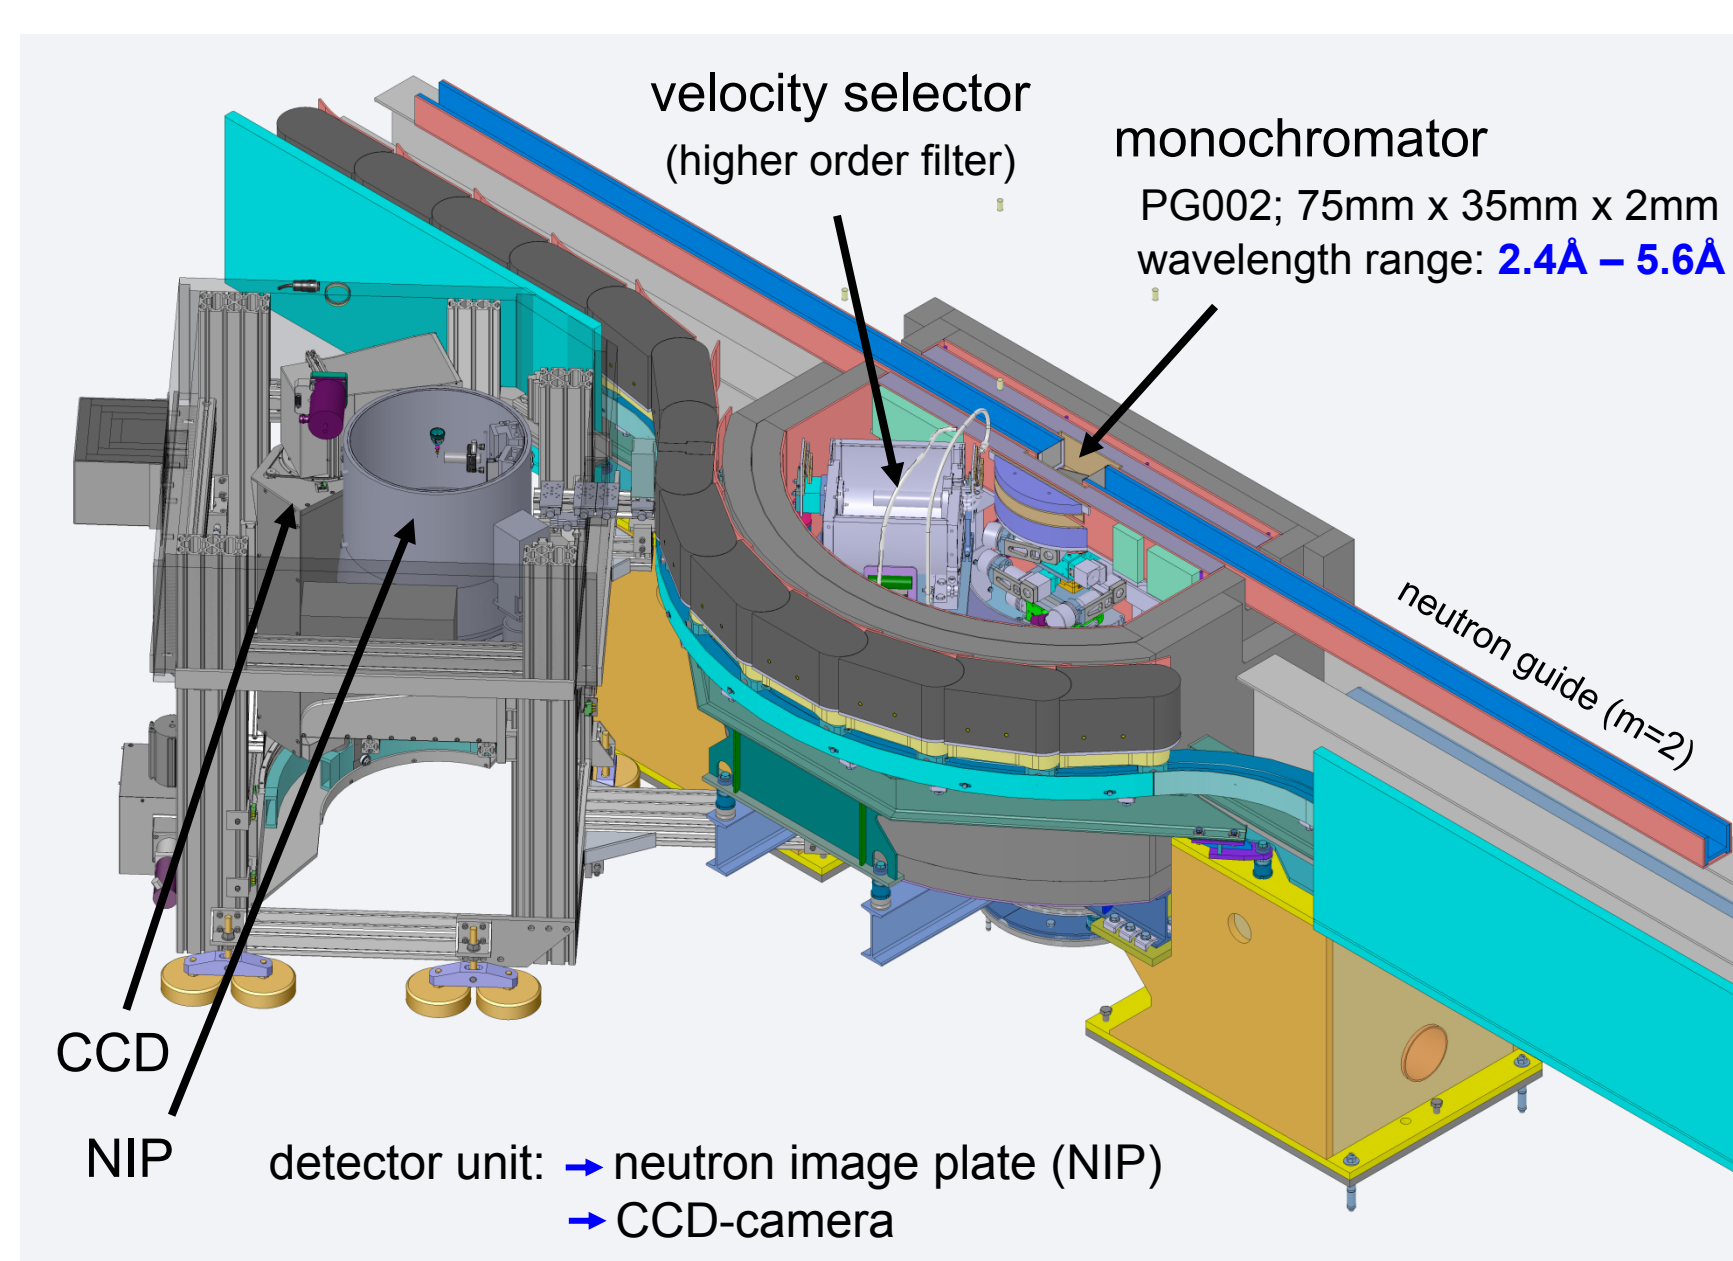 velocity selector
(higher order filter)
monochromator
PG002; 75mm x 35mm x 2mm
wavelength range: 2.4Å – 5.6Å
neutron guide (m=2)
CCD
NIP
detector unit: → neutron image plate (NIP)
→ CCD-camera